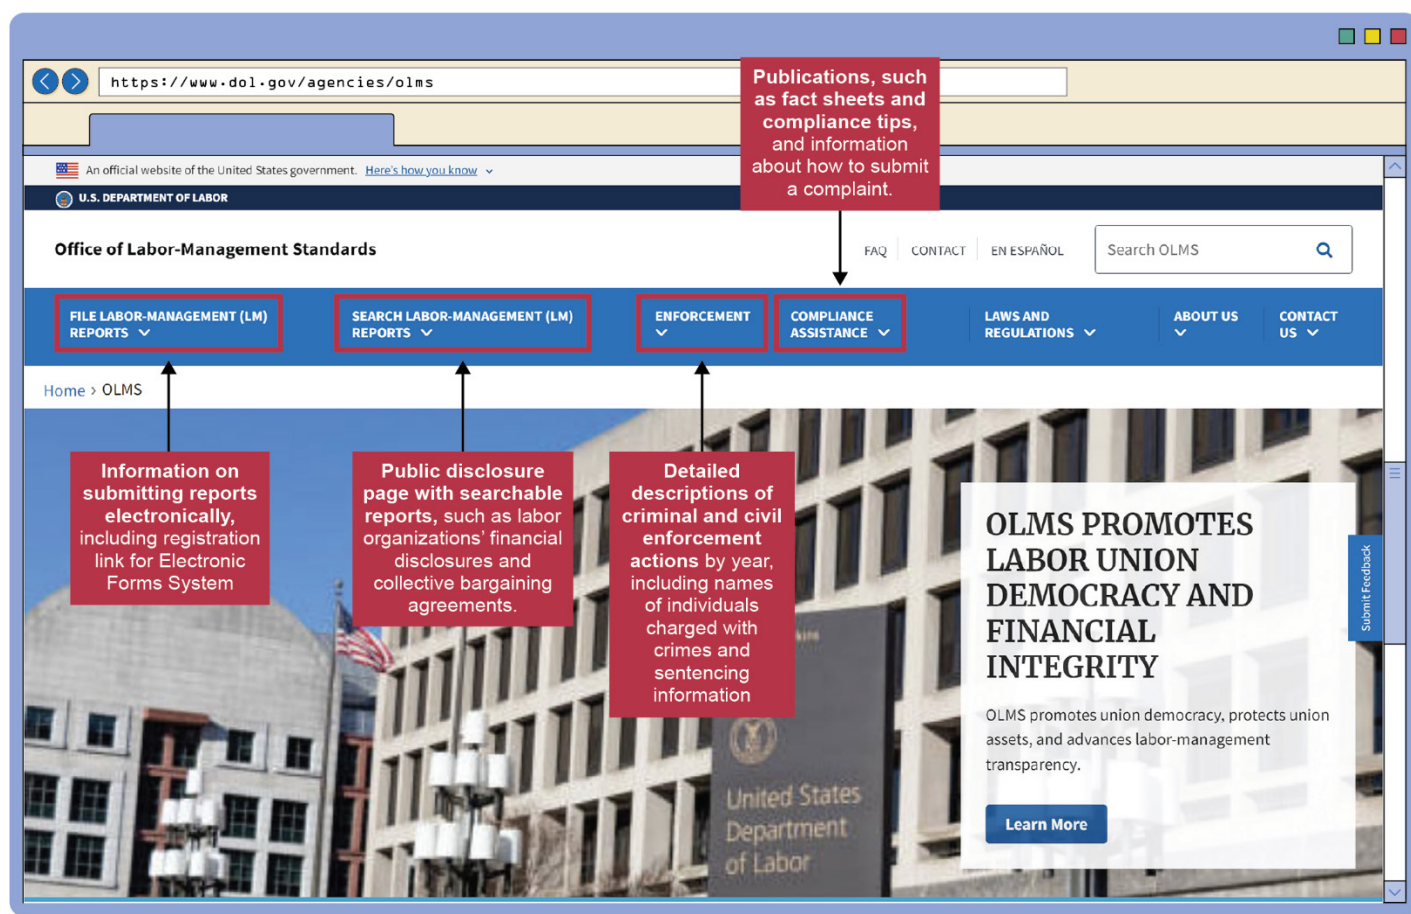 https://www.dol.gov/agencies/olms
Publications, such
as fact sheets and
compliance tips,
and information
about how to submit
a complaint.
An official website of the United States government. Here's how you know
U.S. DEPARTMENT OF LABOR
Office of Labor-Management Standards
FAQ
CONTACT
EN ESPAÑOL
Search OLMS
FILE LABOR-MANAGEMENT (LM)
REPORTS
SEARCH LABOR-MANAGEMENT (LM)
REPORTS
ENFORCEMENT
COMPLIANCE
ASSISTANCE
LAWS AND
REGULATIONS
ABOUT US
CONTACT
US
Home > OLMS
Information on
submitting reports
electronically,
including registration
link for Electronic
Forms System
Public disclosure
page with searchable
reports, such as labor
organizations' financial
disclosures and
collective bargaining
agreements.
Detailed
descriptions of
criminal and civil
enforcement
actions by year,
including names
of individuals
charged with
crimes and
sentencing
information
OLMS PROMOTES
LABOR UNION
DEMOCRACY AND
FINANCIAL
INTEGRITY
OLMS promotes union democracy, protects union
assets, and advances labor-management
transparency.
Learn More
Submit Feedback
United States
Department
of Labor